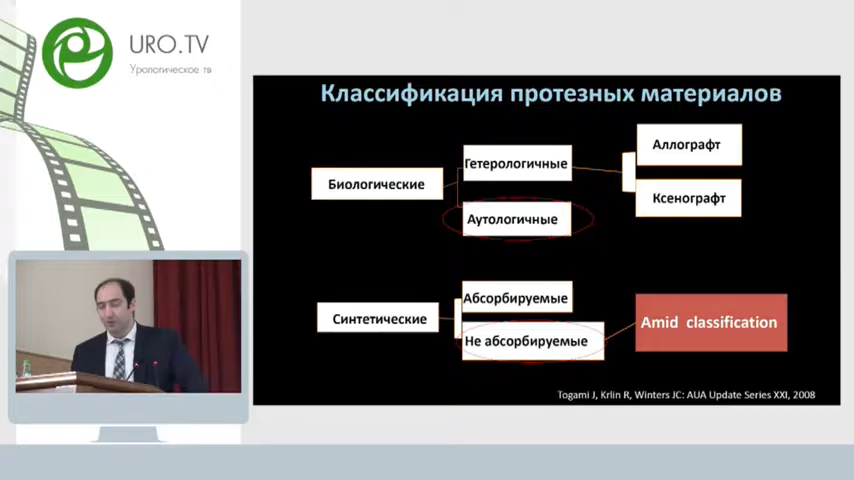 URO.TV
Урологическое тв
Классификация протезных материалов
Биологические
Гетерологичные
Аутологичные
Аллографт
Ксенографт
Синтетические
Абсорбируемые
Не абсорбируемые
Amid classification
Togami J, Krlin R, Winters JC: AUA Update Series XXI, 2008